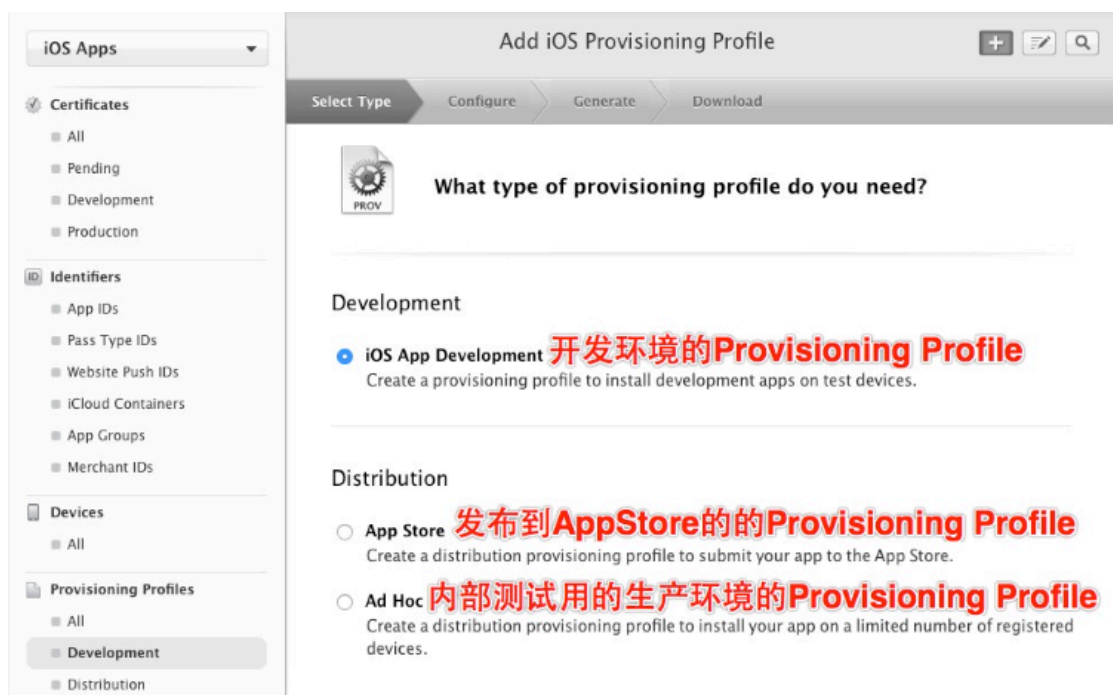 iOS Apps
Certificates
All
Pending
Development
Production
ID Identifiers
App IDs
Pass Type IDs
Website Push IDs
iCloud Containers
App Groups
Merchant IDs
Devices
All
Provisioning Profiles
All
Development
Distribution
Add iOS Provisioning Profile
Select Type Configure Generate Download
PROV
What type of provisioning profile do you need?
Development
iOS App Development 开发环境的Provisioning Profile
Create a provisioning profile to install development apps on test devices.
Distribution
App Store 发布到AppStore的的Provisioning Profile
Create a distribution provisioning profile to submit your app to the App Store.
Ad Hoc 内部测试用的生产环境的Provisioning Profile
Create a distribution provisioning profile to install your app on a limited number of registered
devices.